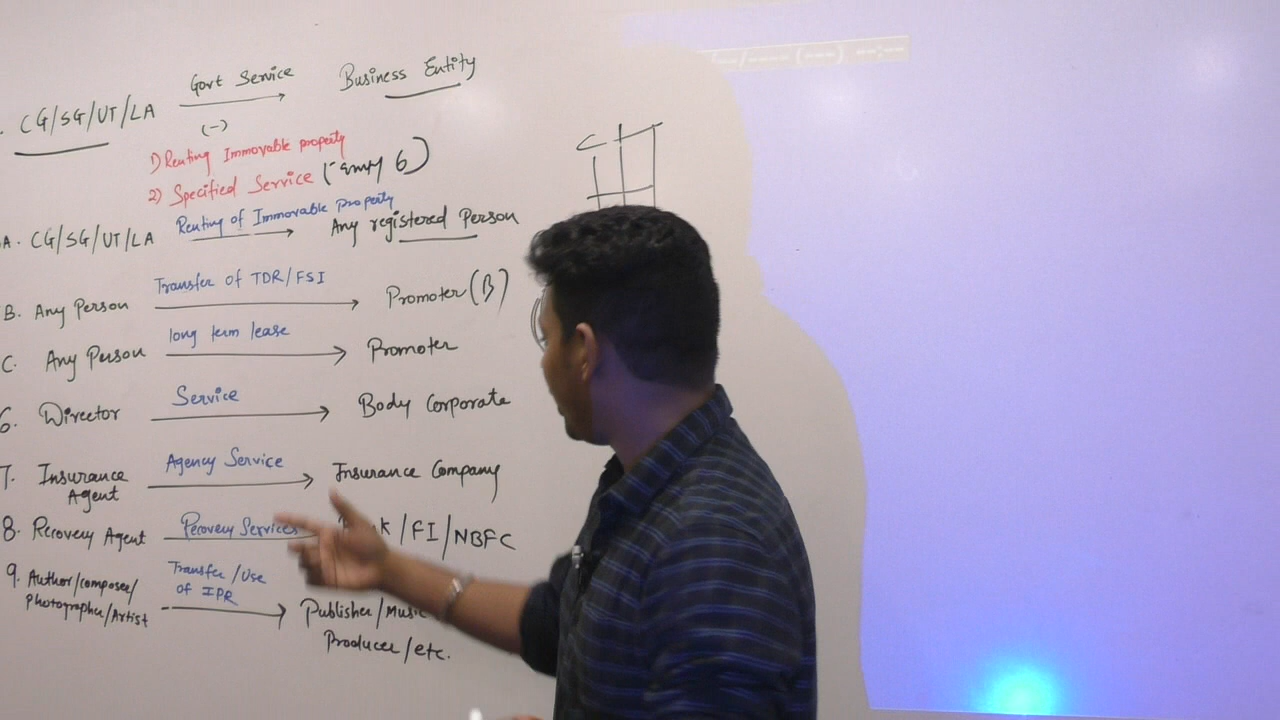 CG/SG/UT/LA Govt Service Business Entity
(-)
1) Renting Immovable property
2) Specified Service
A. CG/SG/UT/LA Renting of Immovable property Any registered Person
B. Any Person Transfer of TDR/FSI Promoter (B)
C. Any Person long term lease Promoter
6. Director Service Body Corporate
7. Insurance Agent Agency Service Insurance Company
8. Recovery Agent Recovery Services /FI/NBFC
9. Author/composer/ Transfer/Use
Photographer/Artist of IPR Publisher/Music
Producer/etc.